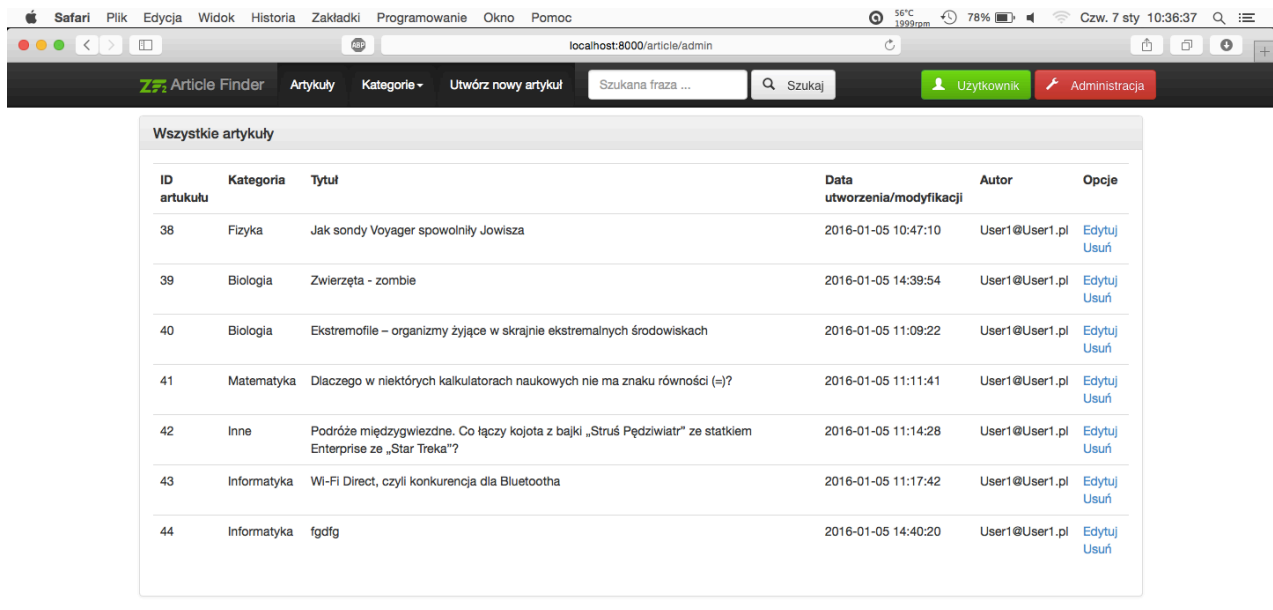 Safari Plik Edycja Widok Historia Zakładki Programowanie Okno Pomoc 56°C 1999rpm 78% Czw. 7 sty 10:36:37
ABP localhost:8000/article/admin
ZF2 Article Finder Artykuły Kategorie Utwórz nowy artykuł Szukana fraza ... Szukaj Użytkownik Administracja
Wszystkie artykuły
ID artukułu Kategoria Tytuł Data utworzenia/modyfikacji Autor Opcje
38 Fizyka Jak sondy Voyager spowolniły Jowisza 2016-01-05 10:47:10 User1@User1.pl Edytuj
Usuń
39 Biologia Zwierzęta - zombie 2016-01-05 14:39:54 User1@User1.pl Edytuj
Usuń
40 Biologia Ekstremofile – organizmy żyjące w skrajnie ekstremalnych środowiskach 2016-01-05 11:09:22 User1@User1.pl Edytuj
Usuń
41 Matematyka Dlaczego w niektórych kalkulatorach naukowych nie ma znaku równości (=)? 2016-01-05 11:11:41 User1@User1.pl Edytuj
Usuń
42 Inne Podróże międzygwiezdne. Co łączy kojota z bajki „Struś Pędziwiatr" ze statkiem 2016-01-05 11:14:28 User1@User1.pl Edytuj
Enterprise ze „Star Treka"? Usuń
43 Informatyka Wi-Fi Direct, czyli konkurencja dla Bluetootha 2016-01-05 11:17:42 User1@User1.pl Edytuj
Usuń
44 Informatyka fgdfg 2016-01-05 14:40:20 User1@User1.pl Edytuj
Usuń